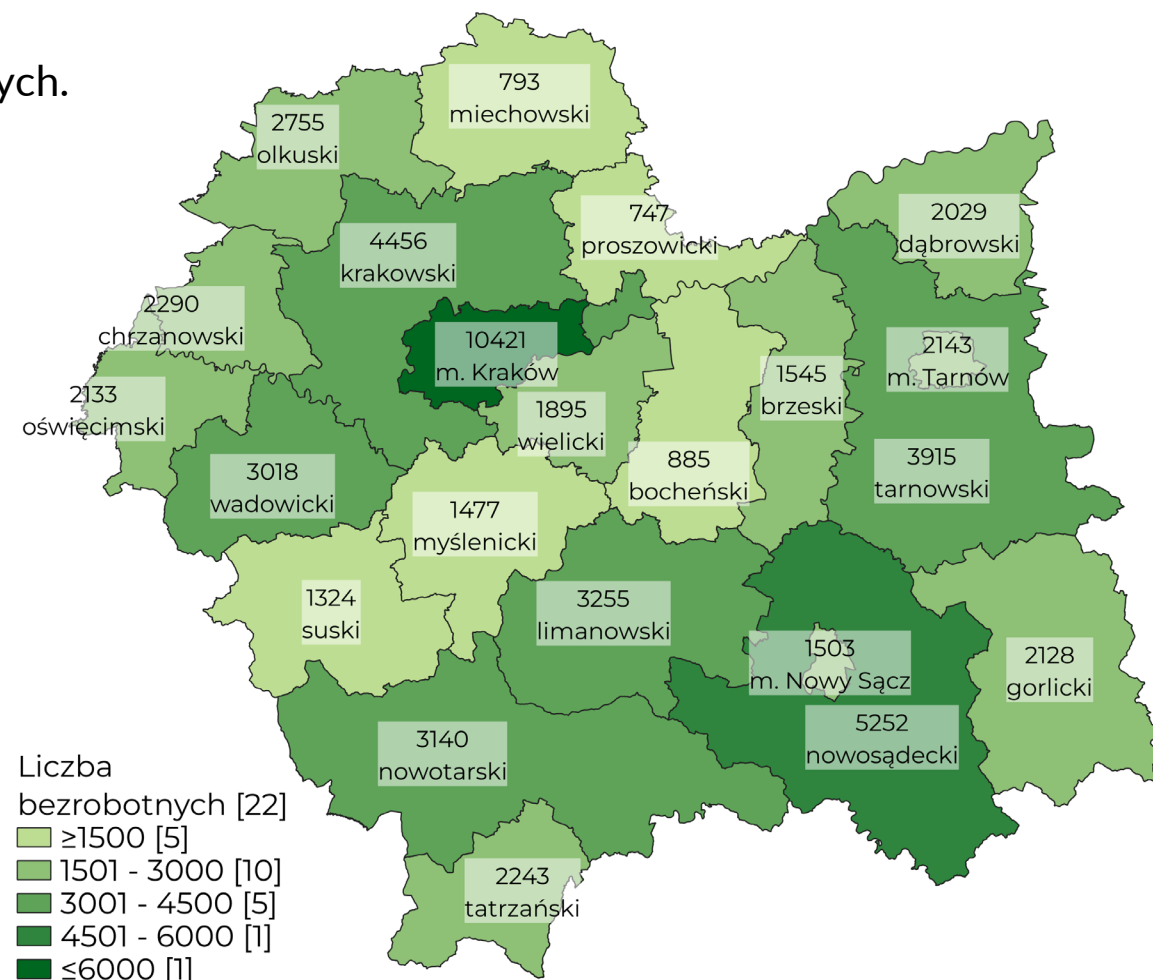 ych.
793
miechowski
2755
olkuski
747
proszowicki
2029
dąbrowski
4456
krakowski
2290
chrzanowski
10421
m. Kraków
2143
m. Tarnów
1545
brzeski
2133
oświęcimski
1895
wielicki
885
bocheński
3915
tarnowski
3018
wadowicki
1477
myślenicki
1324
suski
3255
limanowski
1503
m. Nowy Sącz
2128
gorlicki
5252
nowosądecki
3140
nowotarski
2243
tatrzański
Liczba
bezrobotnych [22]
≥1500 [5]
1501 - 3000 [10]
3001 - 4500 [5]
4501 - 6000 [1]
≤6000 [1]